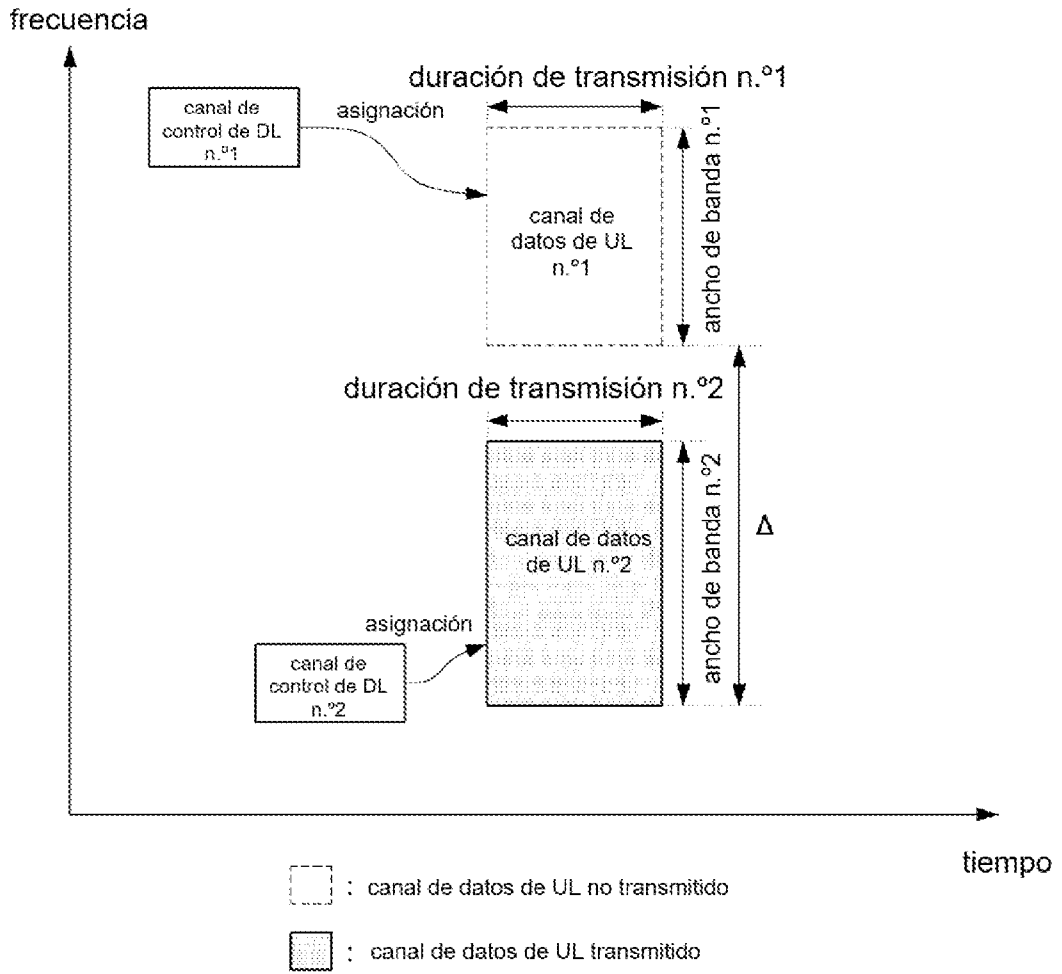 frecuencia
duración de transmisión n.º1
canal de
control de DL
n.º1
asignación
canal de
datos de UL
n.º1
ancho de banda n.º1
duración de transmisión n.º2
canal de datos
de UL n.º2
ancho de banda n.º2
Δ
asignación
canal de
control de DL
n.º2
tiempo
: canal de datos de UL no transmitido
: canal de datos de UL transmitido